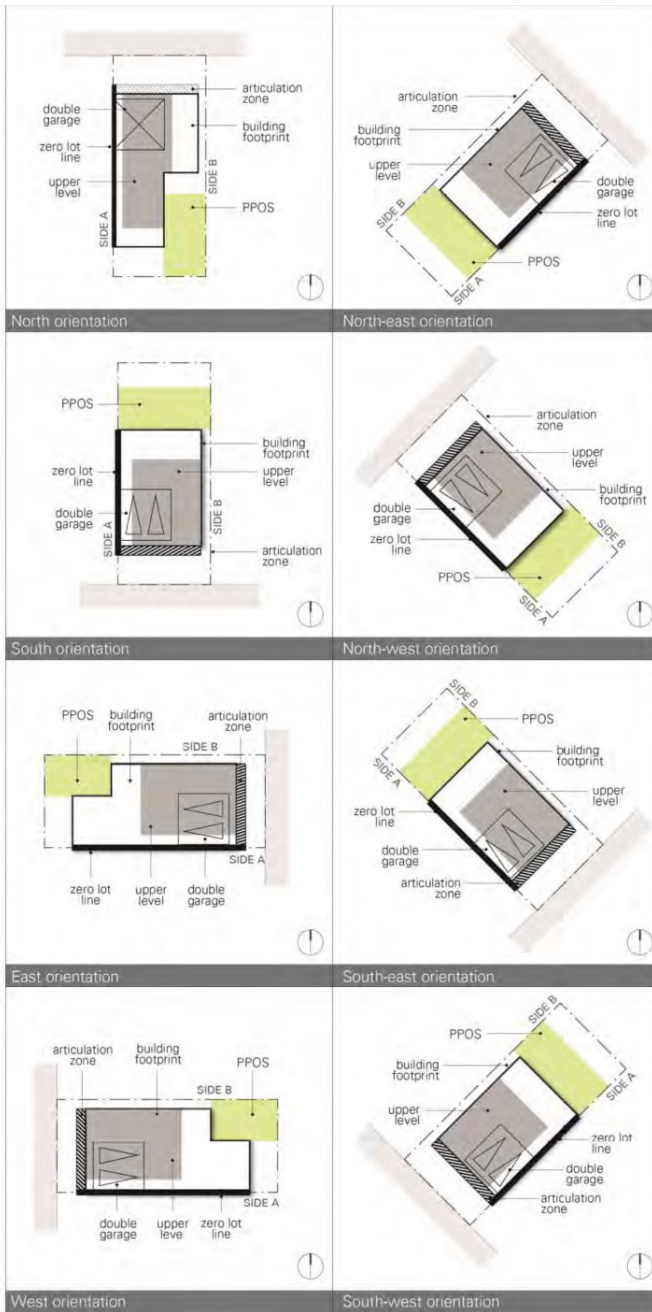 articulation
zone
double
garage
building
footprint
zero lot
line
upper
level
SIDE B
SIDE A
PPOS
North orientation
articulation
zone
building
footprint
upper
level
double
garage
zero lot
line
SIDE B
SIDE A
PPOS
North-east orientation
PPOS
building
footprint
zero lot
line
upper
level
double
garage
SIDE A
SIDE B
articulation
zone
South orientation
articulation
zone
upper
level
building
footprint
double
garage
zero lot
line
SIDE B
PPOS
SIDE A
North-west orientation
PPOS
building
footprint
articulation
zone
SIDE B
SIDE A
zero lot
line
upper
level
double
garage
East orientation
SIDE B
PPOS
building
footprint
SIDE A
upper
level
zero lot
line
double
garage
articulation
zone
South-east orientation
articulation
zone
building
footprint
PPOS
SIDE B
SIDE A
double
garage
upper
leve
zero lot
line
West orientation
SIDE B
PPOS
building
footprint
SIDE A
upper
level
zero lot
line
double
garage
articulation
zone
South-west orientation